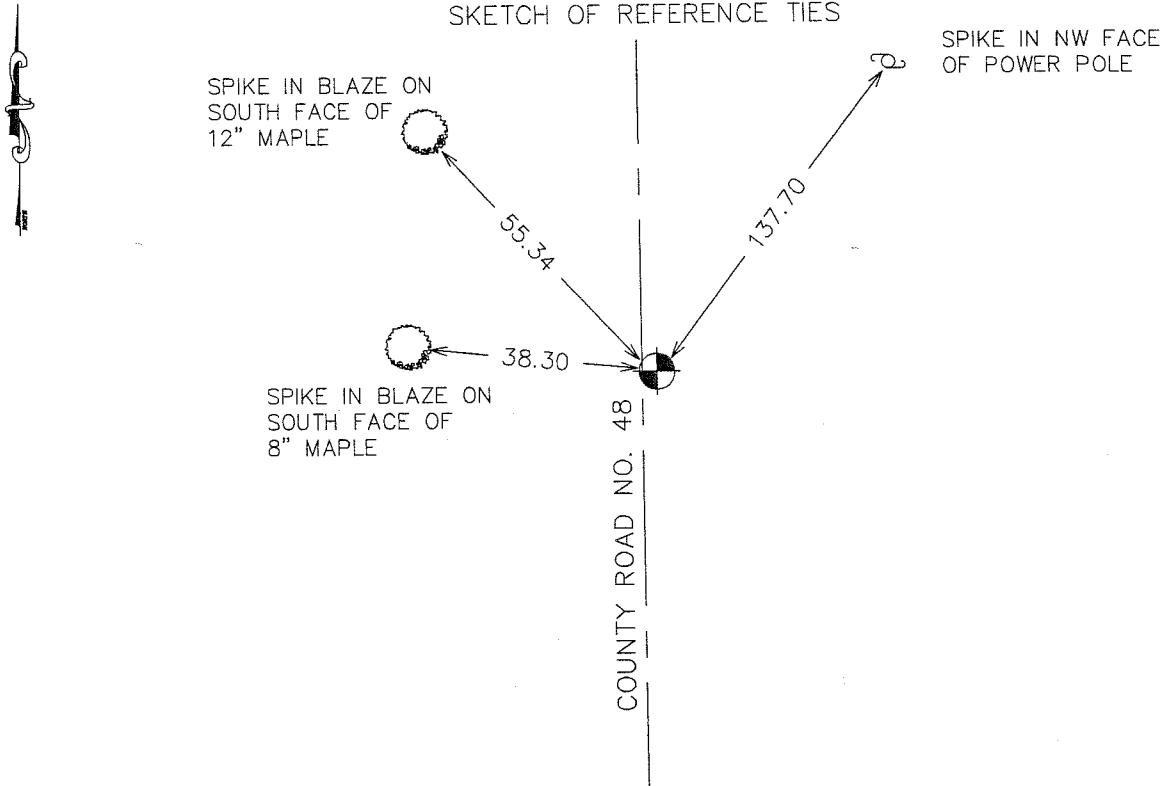 SKETCH OF REFERENCE TIES
SPIKE IN NW FACE
OF POWER POLE
SPIKE IN BLAZE ON
SOUTH FACE OF
12" MAPLE
137.70
55.34
38.30
SPIKE IN BLAZE ON
SOUTH FACE OF
8" MAPLE
COUNTY ROAD NO. 48